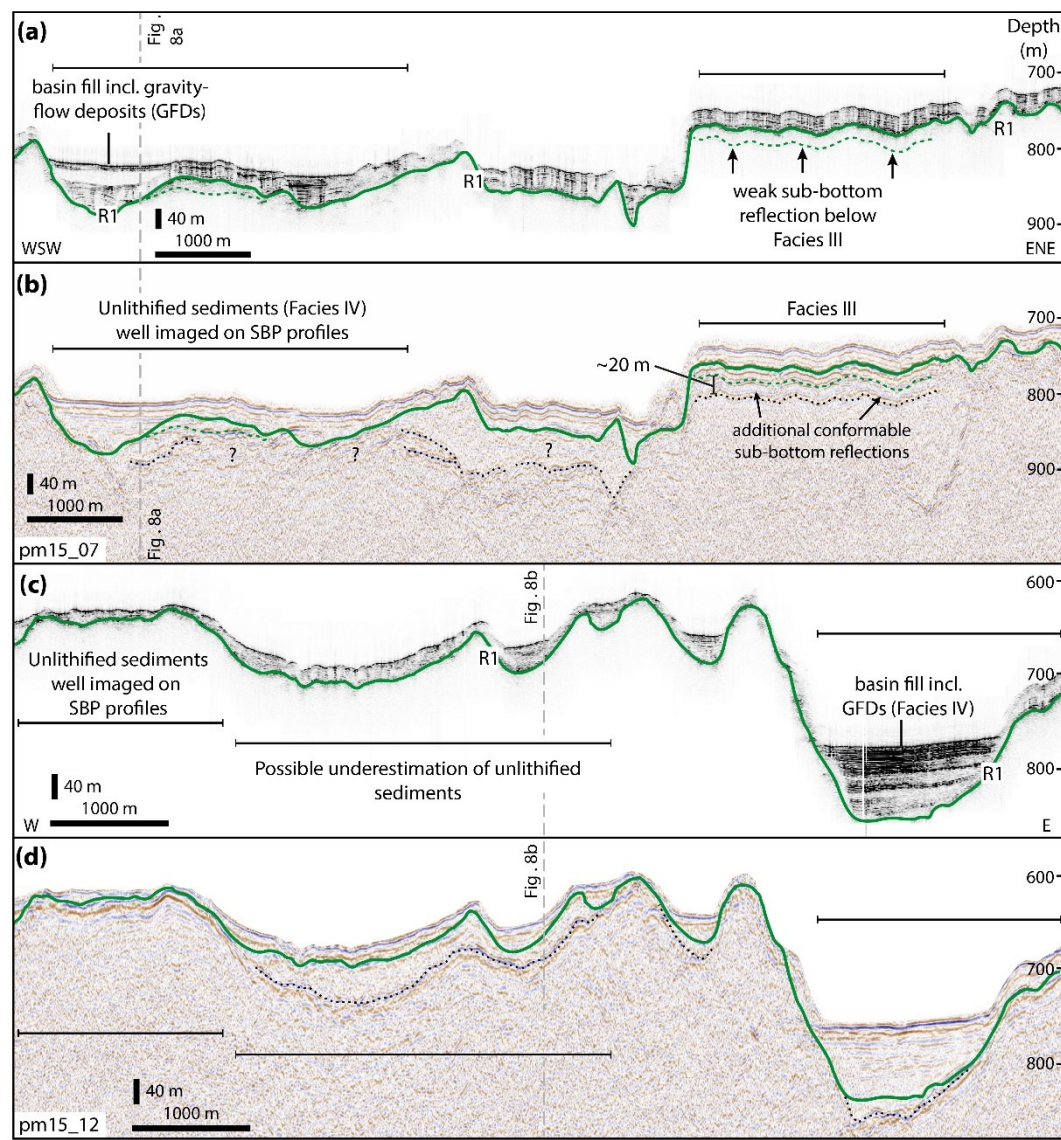 (a)
Fig.
8a
Depth
(m)
basin fill incl. gravity-
flow deposits (GFDs)
700
R1
800
R1
R1
weak sub-bottom
reflection below
Facies III
40 m
1000 m
900
WSW
ENE
(b)
Unlithified sediments (Facies IV)
well imaged on SBP profiles
Facies III
700
~20 m
800
additional conformable
sub-bottom reflections
?
?
?
900
40 m
1000 m
Fig. 8a
pm15_07
(c)
Fig. 8b
600
R1
Unlithified sediments
well imaged on
SBP profiles
700
basin fill incl.
GFDs (Facies IV)
Possible underestimation of unlithified
sediments
R1
800
40 m
1000 m
W
E
(d)
Fig. 8b
600
700
800
40 m
1000 m
pm15_12